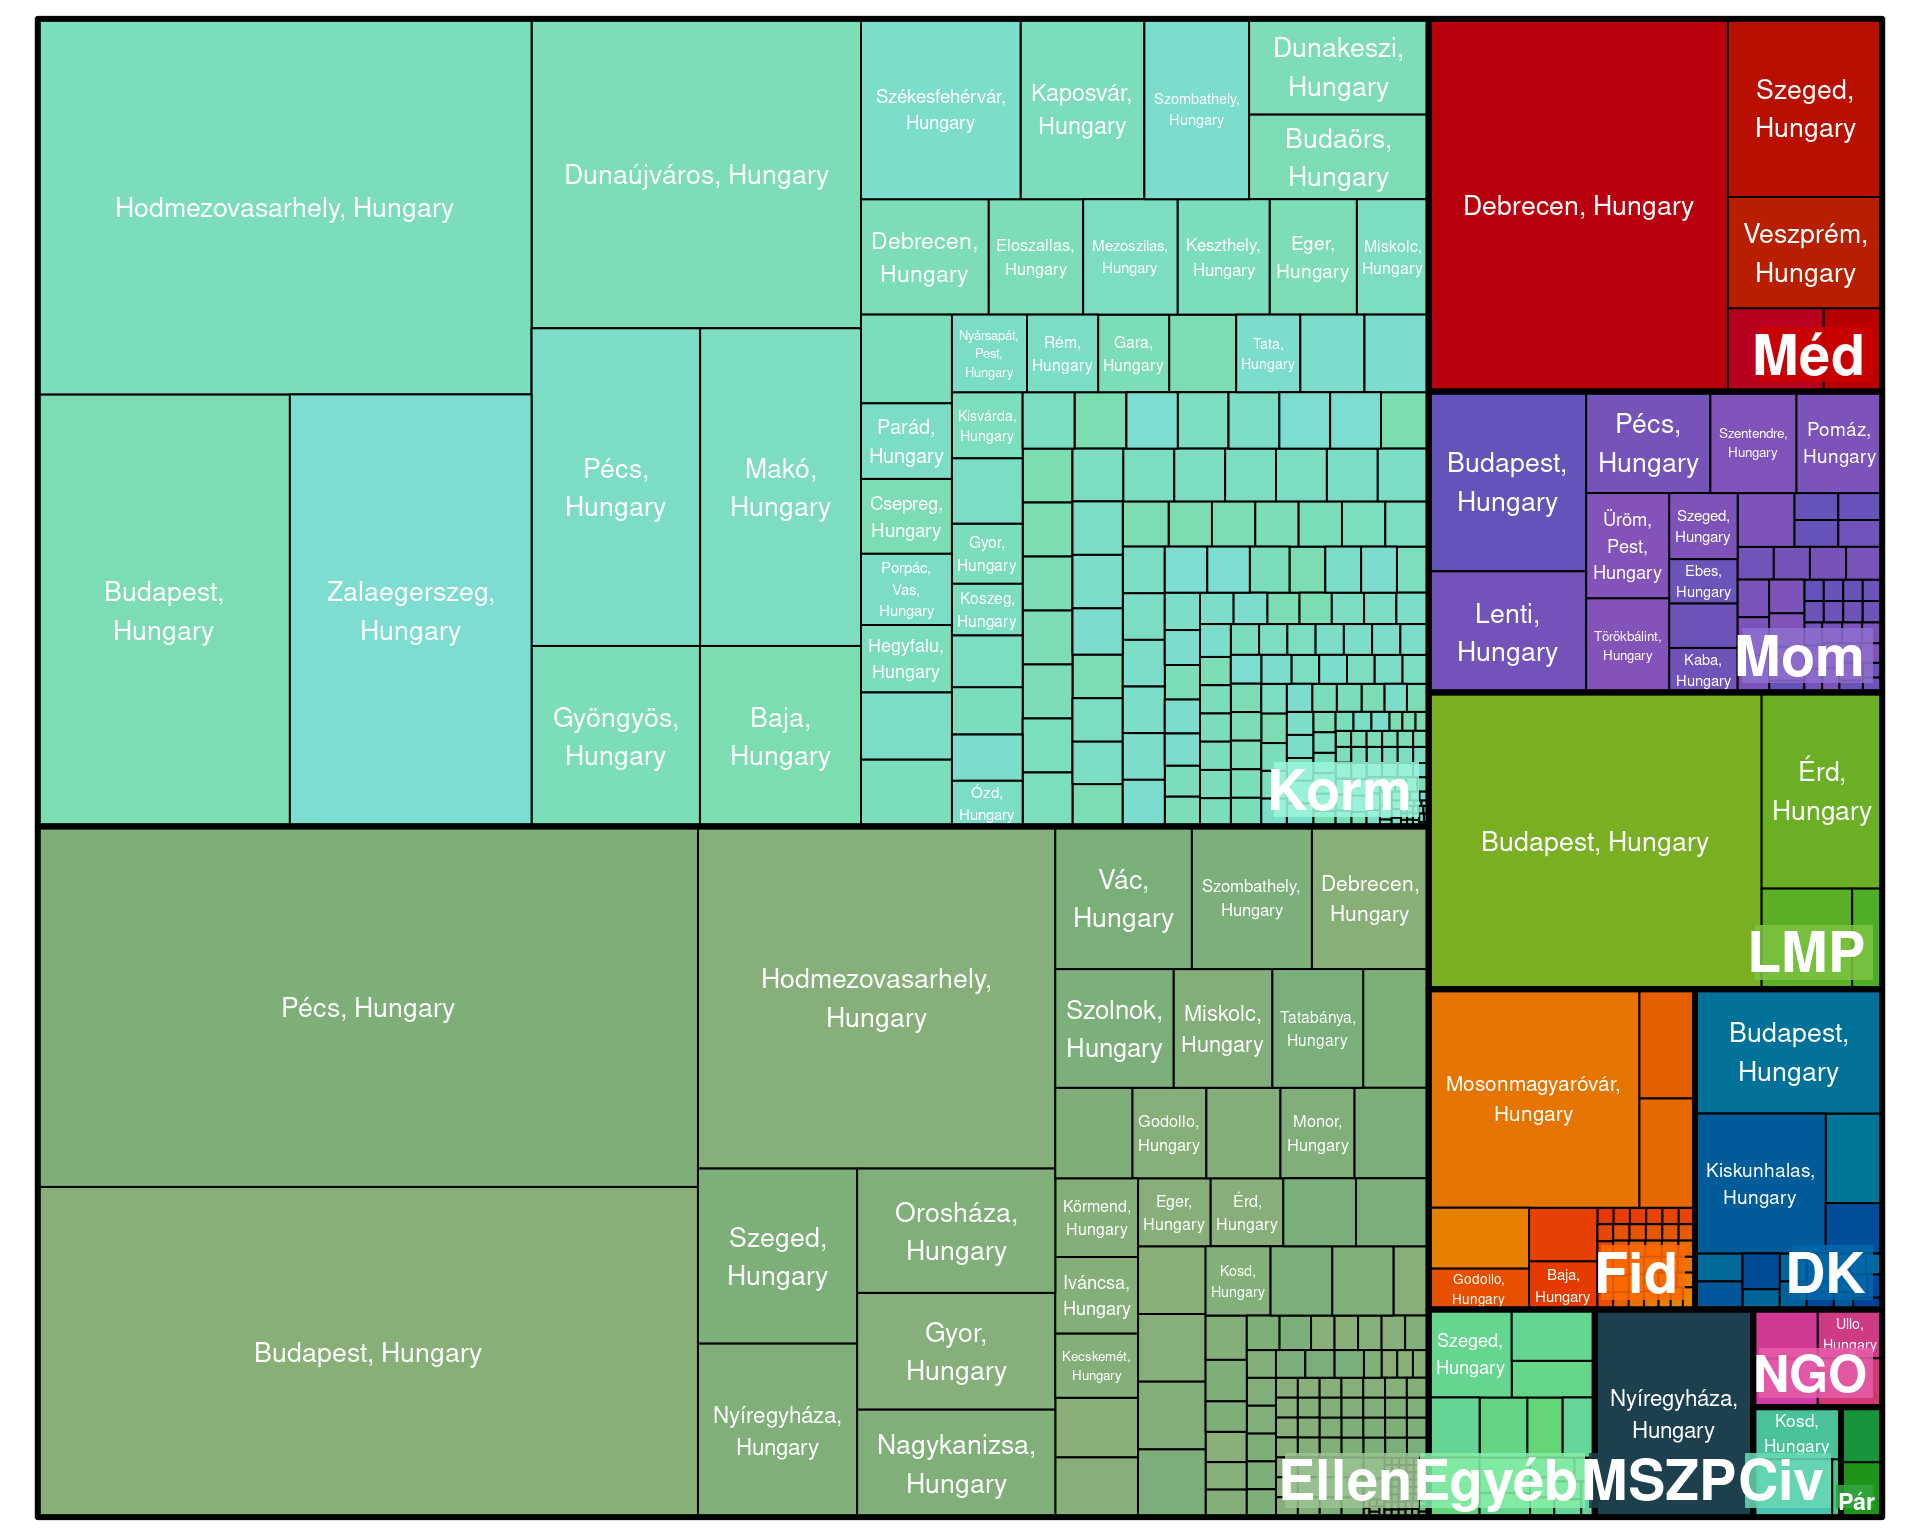 Hodmezovasarhely, Hungary
Dunaújváros, Hungary
Budapest,
Hungary
Zalaegerszeg,
Hungary
Pécs,
Hungary
Makó,
Hungary
Gyöngyös,
Hungary
Baja,
Hungary
Székesfehérvár,
Hungary
Kaposvár,
Hungary
Szombathely,
Hungary
Dunakeszi,
Hungary
Budaörs,
Hungary
Debrecen,
Hungary
Eloszallas,
Hungary
Mezoszilas,
Hungary
Keszthely,
Hungary
Eger,
Hungary
Miskolc,
Hungary
Nyársapát,
Pest,
Hungary
Rém,
Hungary
Gara,
Hungary
Tata,
Hungary
Parád,
Hungary
Kisvárda,
Hungary
Csepreg,
Hungary
Gyor,
Hungary
Porpác,
Vas,
Hungary
Koszeg,
Hungary
Hegyfalu,
Hungary
Ózd,
Hungary
Korm
Pécs, Hungary
Budapest, Hungary
Hodmezovasarhely,
Hungary
Szeged,
Hungary
Orosháza,
Hungary
Gyor,
Hungary
Nyíregyháza,
Hungary
Nagykanizsa,
Hungary
Vác,
Hungary
Szombathely,
Hungary
Debrecen,
Hungary
Szolnok,
Hungary
Miskolc,
Hungary
Tatabánya,
Hungary
Godollo,
Hungary
Monor,
Hungary
Körmend,
Hungary
Eger,
Hungary
Érd,
Hungary
Iváncsa,
Hungary
Kosd,
Hungary
Kecskemét,
Hungary
Ellen
Debrecen, Hungary
Szeged,
Hungary
Veszprém,
Hungary
Méd
Budapest,
Hungary
Lenti,
Hungary
Pécs,
Hungary
Szentendre,
Hungary
Pomáz,
Hungary
Üröm,
Pest,
Hungary
Szeged,
Hungary
Ebes,
Hungary
Törökbálint,
Hungary
Kaba,
Hungary
Mom
Budapest, Hungary
Érd,
Hungary
LMP
Mosonmagyaróvár,
Hungary
Godollo,
Hungary
Baja,
Hungary
Fid
Budapest,
Hungary
Kiskunhalas,
Hungary
DK
Szeged,
Hungary
Egyéb
Nyíregyháza,
Hungary
MSZP
Ullo,
Hungary
NGO
Kosd,
Hungary
Civ
Pár